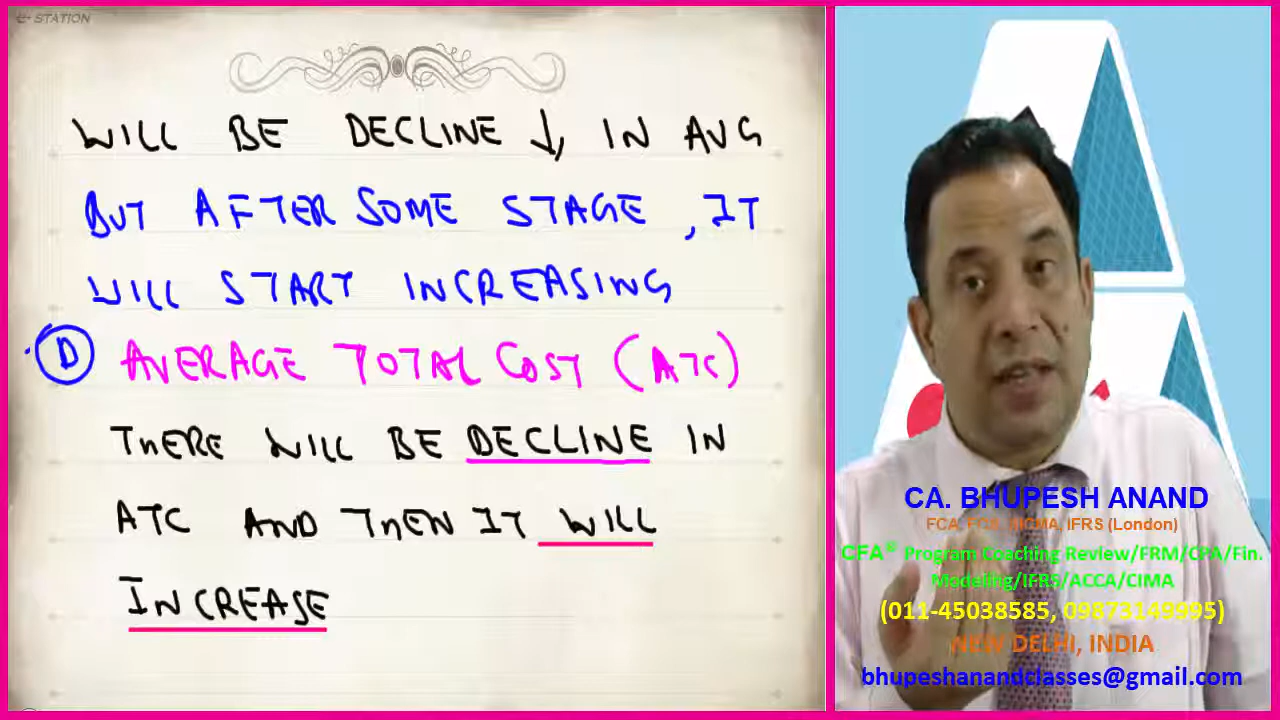 STATION
WILL BE DECLINE ↓, IN AVG
BUT AFTER SOME STAGE, IT
WILL START INCREASING
(D) AVERAGE TOTAL COST (ATC)
THERE WILL BE DECLINE IN
ATC AND THEN IT WILL
INCREASE
CA. BHUPESH ANAND
FCA, IFRS (London)
CFA® Program Coaching Review/FRM/CPA/Fin.
Modeling/IFRS/ACCA/CIMA
(011-45038585, 09873149995)
NEW DELHI, INDIA
bhupeshanandclasses@gmail.com